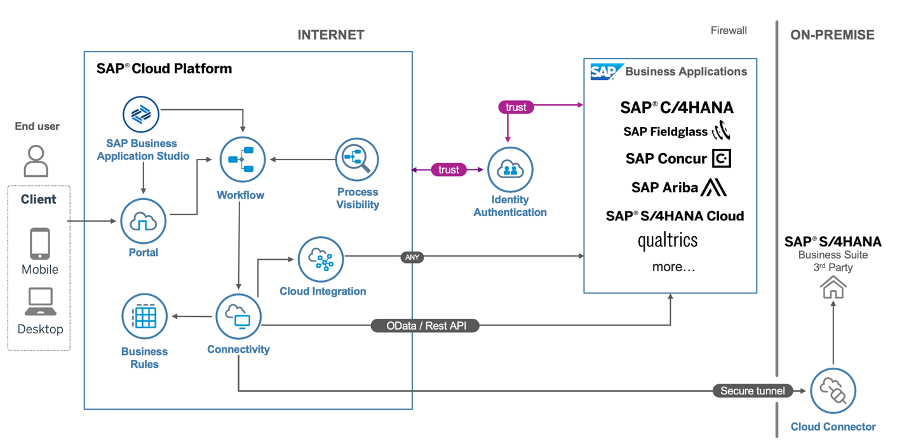 INTERNET
Firewall
ON-PREMISE
SAP® Cloud Platform
SAP Business Applications
End user
Client
Mobile
Desktop
SAP Business
Application Studio
Workflow
Process
Visibility
Portal
Cloud Integration
Business
Rules
Connectivity
trust
trust
Identity
Authentication
ANY
OData / Rest API
Secure tunnel
SAP® C/4HANA
SAP Fieldglass
SAP Concur C
SAP Ariba
SAP® S/4HANA Cloud
qualtrics
more...
SAP® S/4HANA
Business Suite
3rd Party
Cloud Connector